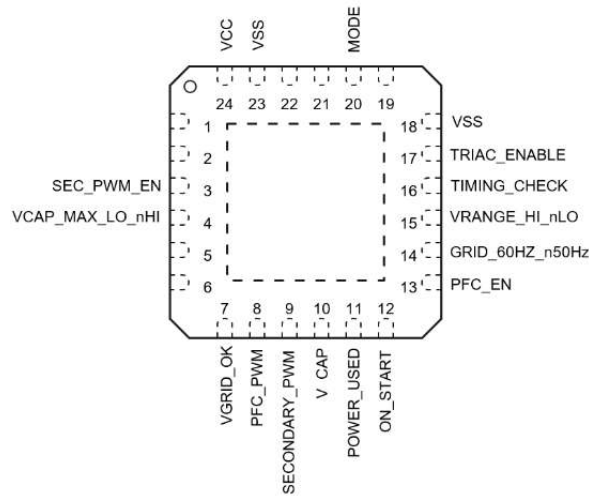 VCC
VSS
MODE
24
23
22
21
20
19
1
18
VSS
2
17
TRIAC_ENABLE
SEC_PWM_EN
3
16
TIMING_CHECK
VCAP_MAX_LO_nHI
4
15
VRANGE_HI_nLO
5
14
GRID_60HZ_n50Hz
6
13
PFC_EN
7
8
9
10
11
12
VGRID_OK
PFC_PWM
SECONDARY_PWM
V_CAP
POWER_USED
ON_START